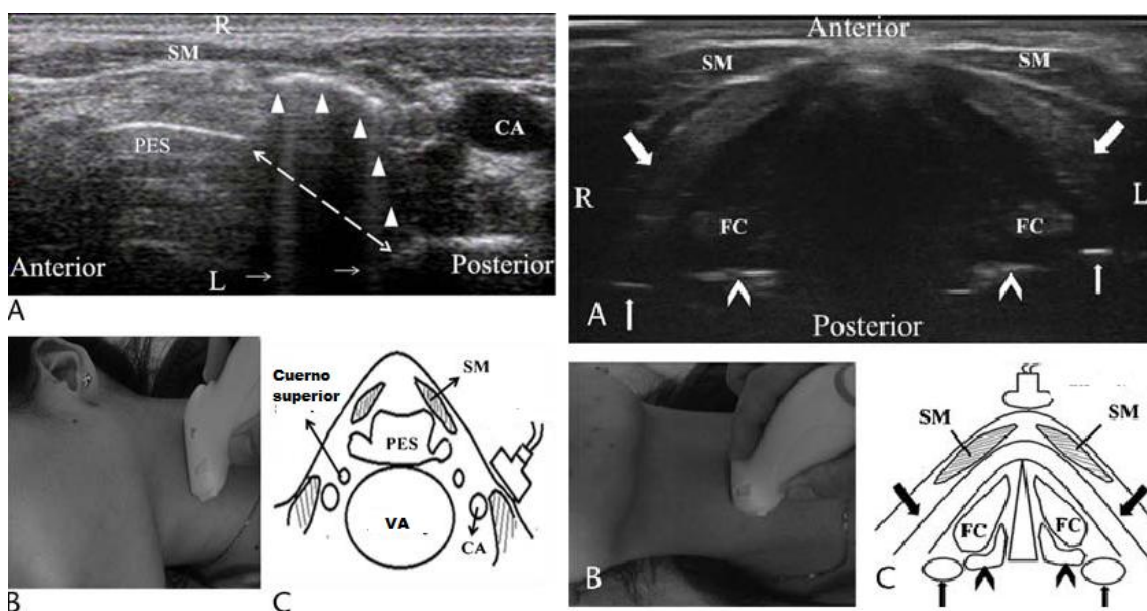 R
SM
PES
CA
Anterior
L
Posterior
A
B
Cuerno
superior
SM
PES
VA
CA
C
Anterior
SM
SM
R
L
FC
FC
A
Posterior
B
SM
SM
FC
FC
C